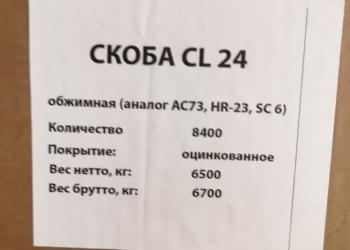 СКОБА CL 24
обжимная (аналог AC73, HR-23, SC 6)
Количество 8400
Покрытие: оцинкованное
Вес нетто, кг: 6500
Вес брутто, кг: 6700